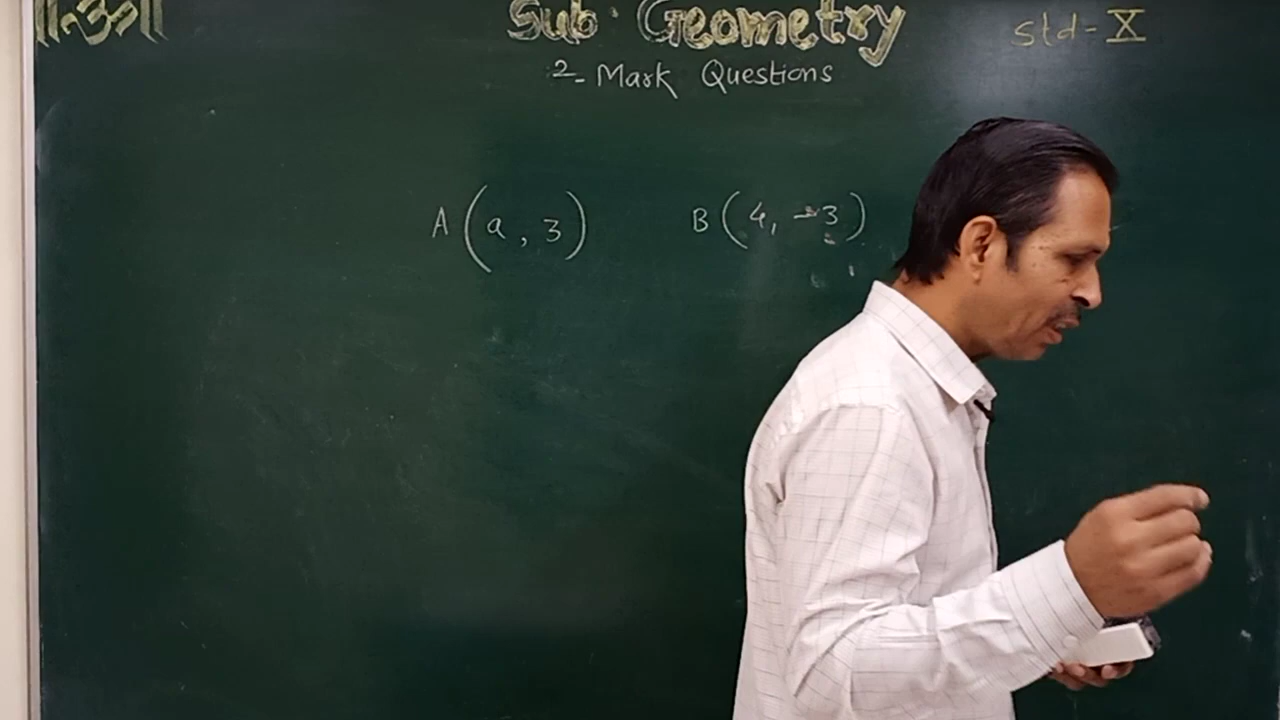 Sub. Geometry
std- X
2- Mark Questions
A (a, 3)
B (4, -3)